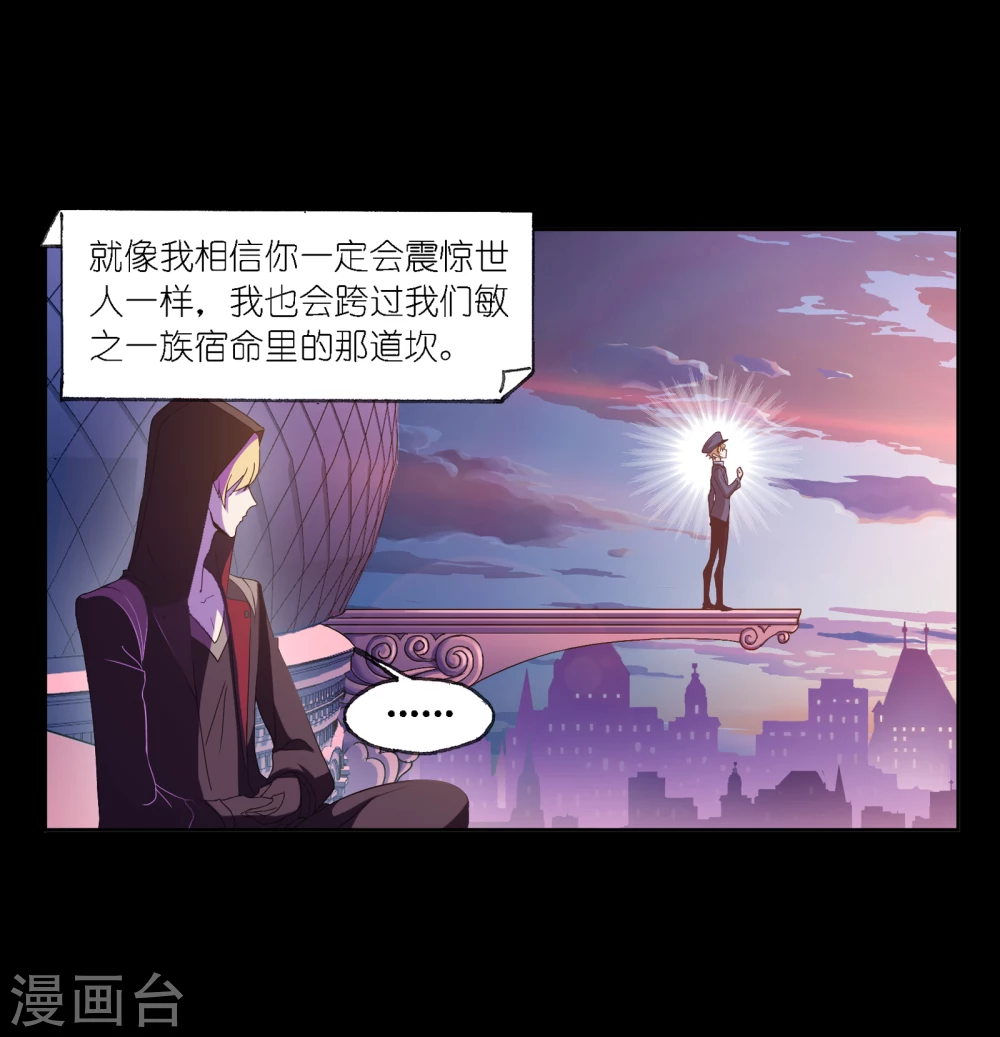 就像我相信你一定会震惊世
人一样，我也会跨过我们敏
之一族宿命里的那道坎。
……
漫画台